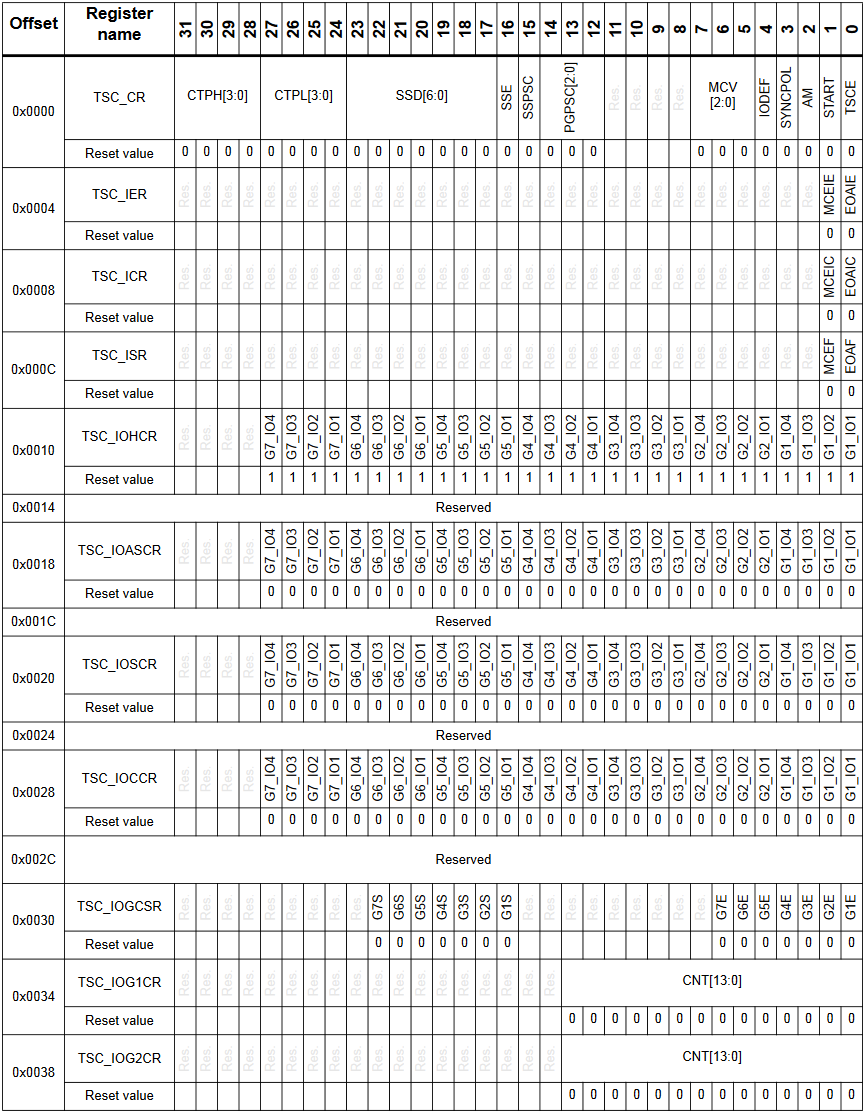 Offset Register name 31 30 29 28 27 26 25 24 23 22 21 20 19 18 17 16 15 14 13 12 11 10 9 8 7 6 5 4 3 2 1 0
0x0000 TSC_CR CTPH[3:0] CTPL[3:0] SSD[6:0] SSE SSPSC PGPSC[2:0] Res. Res. Res. Res. MCV [2:0] IODEF SYNCPOL AM START TSCE
Reset value 0 0 0 0 0 0 0 0 0 0 0 0 0 0 0 0 0 0 0 0 0 0 0 0 0 0 0 0
0x0004 TSC_IER Res. Res. Res. Res. Res. Res. Res. Res. Res. Res. Res. Res. Res. Res. Res. Res. Res. Res. Res. Res. Res. Res. Res. Res. Res. Res. Res. Res. Res. Res. MCEIE EOAIE
Reset value 0 0
0x0008 TSC_ICR Res. Res. Res. Res. Res. Res. Res. Res. Res. Res. Res. Res. Res. Res. Res. Res. Res. Res. Res. Res. Res. Res. Res. Res. Res. Res. Res. Res. Res. Res. MCEIC EOAIC
Reset value 0 0
0x000C TSC_ISR Res. Res. Res. Res. Res. Res. Res. Res. Res. Res. Res. Res. Res. Res. Res. Res. Res. Res. Res. Res. Res. Res. Res. Res. Res. Res. Res. Res. Res. Res. MCEF EOAF
Reset value 0 0
0x0010 TSC_IOHCR Res. Res. Res. Res. G7_IO4 G7_IO3 G7_IO2 G7_IO1 G6_IO4 G6_IO3 G6_IO2 G6_IO1 G5_IO4 G5_IO3 G5_IO2 G5_IO1 G4_IO4 G4_IO3 G4_IO2 G4_IO1 G3_IO4 G3_IO3 G3_IO2 G3_IO1 G2_IO4 G2_IO3 G2_IO2 G2_IO1 G1_IO4 G1_IO3 G1_IO2 G1_IO1
Reset value 1 1 1 1 1 1 1 1 1 1 1 1 1 1 1 1 1 1 1 1 1 1 1 1 1 1 1 1
0x0014 Reserved
0x0018 TSC_IOASCR Res. Res. Res. Res. G7_IO4 G7_IO3 G7_IO2 G7_IO1 G6_IO4 G6_IO3 G6_IO2 G6_IO1 G5_IO4 G5_IO3 G5_IO2 G5_IO1 G4_IO4 G4_IO3 G4_IO2 G4_IO1 G3_IO4 G3_IO3 G3_IO2 G3_IO1 G2_IO4 G2_IO3 G2_IO2 G2_IO1 G1_IO4 G1_IO3 G1_IO2 G1_IO1
Reset value 0 0 0 0 0 0 0 0 0 0 0 0 0 0 0 0 0 0 0 0 0 0 0 0 0 0 0 0
0x001C Reserved
0x0020 TSC_IOSCR Res. Res. Res. Res. G7_IO4 G7_IO3 G7_IO2 G7_IO1 G6_IO4 G6_IO3 G6_IO2 G6_IO1 G5_IO4 G5_IO3 G5_IO2 G5_IO1 G4_IO4 G4_IO3 G4_IO2 G4_IO1 G3_IO4 G3_IO3 G3_IO2 G3_IO1 G2_IO4 G2_IO3 G2_IO2 G2_IO1 G1_IO4 G1_IO3 G1_IO2 G1_IO1
Reset value 0 0 0 0 0 0 0 0 0 0 0 0 0 0 0 0 0 0 0 0 0 0 0 0 0 0 0 0
0x0024 Reserved
0x0028 TSC_IOCCR Res. Res. Res. Res. G7_IO4 G7_IO3 G7_IO2 G7_IO1 G6_IO4 G6_IO3 G6_IO2 G6_IO1 G5_IO4 G5_IO3 G5_IO2 G5_IO1 G4_IO4 G4_IO3 G4_IO2 G4_IO1 G3_IO4 G3_IO3 G3_IO2 G3_IO1 G2_IO4 G2_IO3 G2_IO2 G2_IO1 G1_IO4 G1_IO3 G1_IO2 G1_IO1
Reset value 0 0 0 0 0 0 0 0 0 0 0 0 0 0 0 0 0 0 0 0 0 0 0 0 0 0 0 0
0x002C Reserved
0x0030 TSC_IOGCSR Res. Res. Res. Res. Res. Res. Res. Res. Res. G7S G6S G5S G4S G3S G2S G1S Res. Res. Res. Res. Res. Res. Res. Res. Res. G7E G6E G5E G4E G3E G2E G1E
Reset value 0 0 0 0 0 0 0 0 0 0 0 0 0 0
0x0034 TSC_IOG1CR Res. Res. Res. Res. Res. Res. Res. Res. Res. Res. Res. Res. Res. Res. Res. Res. Res. Res. CNT[13:0]
Reset value 0 0 0 0 0 0 0 0 0 0 0 0 0 0
0x0038 TSC_IOG2CR Res. Res. Res. Res. Res. Res. Res. Res. Res. Res. Res. Res. Res. Res. Res. Res. Res. Res. CNT[13:0]
Reset value 0 0 0 0 0 0 0 0 0 0 0 0 0 0